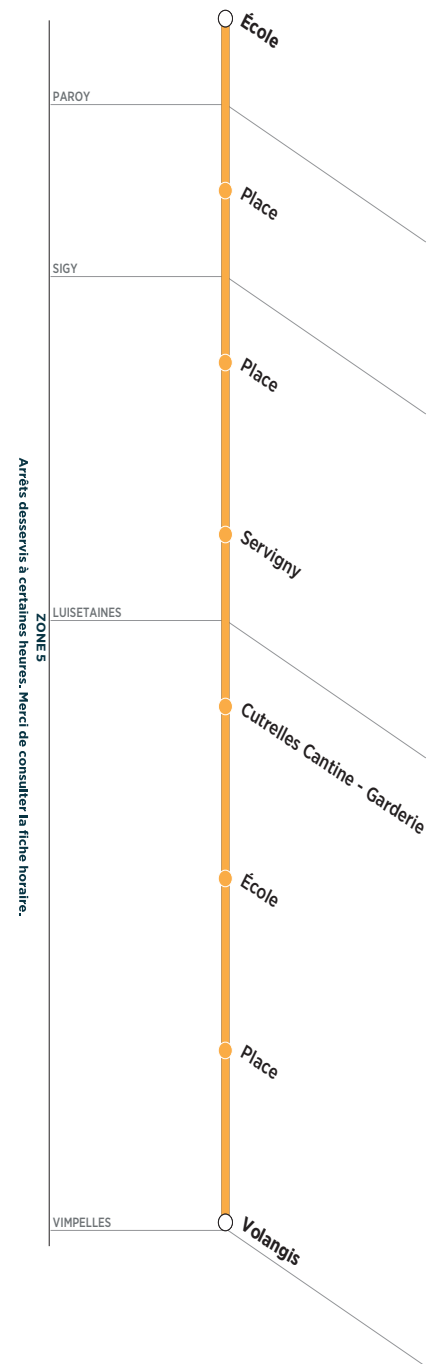 École
PAROY
Place
SIGY
Place
Servigny
LUISETAINES
Cutrelles Cantine - Garderie
École
Place
VIMPELLES
Volangis
ZONE 5
Arrêts desservis à certaines heures. Merci de consulter la fiche horaire.